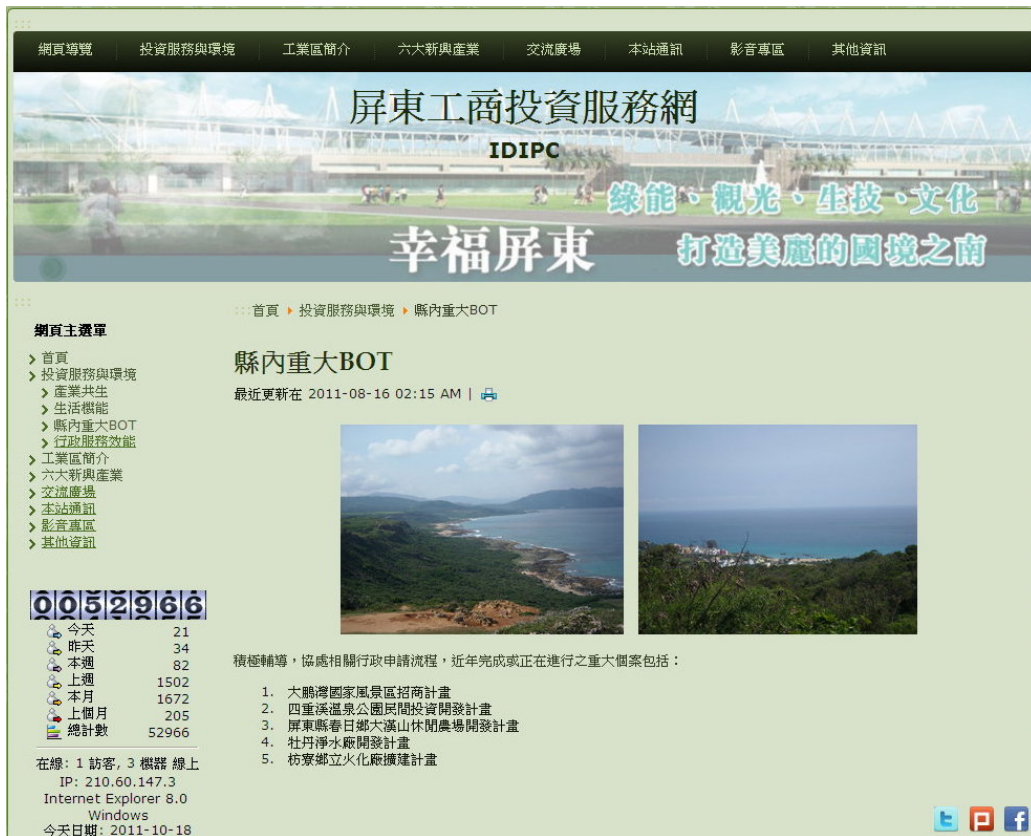 網頁導覽 投資服務與環境 工業區簡介 六大新興產業 交流廣場 本站通訊 影音專區 其他資訊
屏東工商投資服務網
IDIPC
綠能、觀光、生技、文化
幸福屏東 打造美麗的國境之南
首頁 投資服務與環境 縣內重大BOT
網頁主選單
首頁
投資服務與環境
產業共生
生活機能
縣內重大BOT
行政服務效能
工業區簡介
六大新興產業
交流廣場
本站通訊
影音專區
其他資訊
0052966
今天 21
昨天 34
本週 82
上週 1502
本月 1672
上個月 205
總計數 52966
在線: 1 訪客, 3 機器 線上
IP: 210.60.147.3
Internet Explorer 8.0
Windows
今天日期: 2011-10-18
縣內重大BOT
最近更新在 2011-08-16 02:15 AM |
積極輔導，協處相關行政申請流程，近年完成或正在進行之重大個案包括：
1. 大鵬灣國家風景區招商計畫
2. 四重溪溫泉公園民間投資開發計畫
3. 屏東縣春日鄉大漢山休閒農場開發計畫
4. 牡丹淨水廠開發計畫
5. 枋寮鄉立火化廠擴建計畫